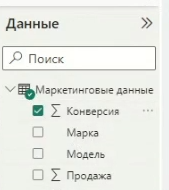 Данные
Поиск
Маркетинговые данные
Σ Конверсия ...
Марка
Модель
Σ Продажа